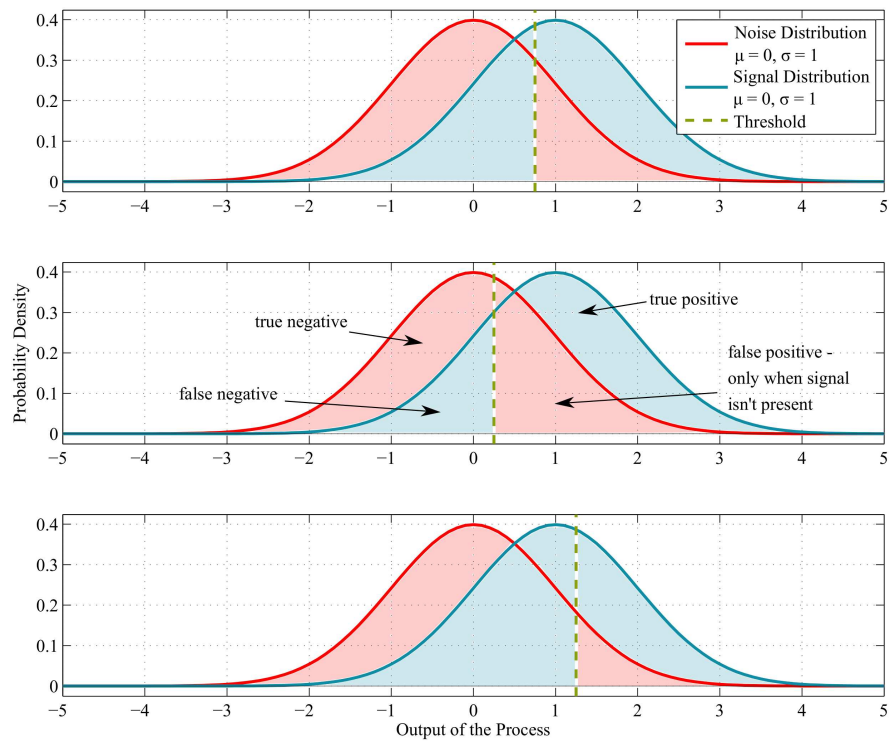 0.4
0.3
0.2
0.1
0
−5 −4 −3 −2 −1 0 1 2 3 4 5
Noise Distribution
μ = 0, σ = 1
Signal Distribution
μ = 0, σ = 1
Threshold
Probability Density
0.4
0.3
0.2
0.1
0
−5 −4 −3 −2 −1 0 1 2 3 4 5
true negative
false negative
true positive
false positive -
only when signal
isn't present
0.4
0.3
0.2
0.1
0
−5 −4 −3 −2 −1 0 1 2 3 4 5
Output of the Process